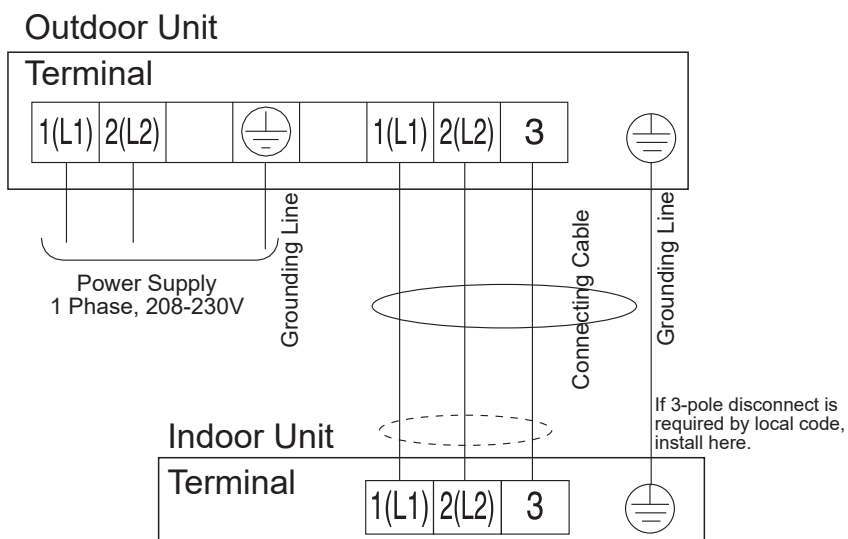 Outdoor Unit
Terminal
1(L1) 2(L2) 1(L1) 2(L2) 3
Grounding Line
Connecting Cable
Grounding Line
Power Supply
1 Phase, 208-230V
If 3-pole disconnect is
required by local code,
install here.
Indoor Unit
Terminal
1(L1) 2(L2) 3